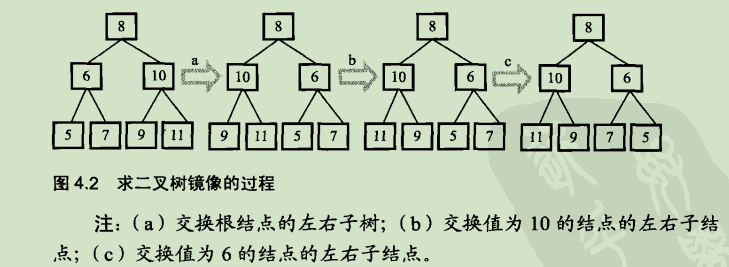 8 8 8 8
a b c
6 10 10 6 10 6 10 6
5 7 9 11 9 11 5 7 11 9 5 7 11 9 7 5
图 4.2 求二叉树镜像的过程
注:(a)交换根结点的左右子树;(b)交换值为 10 的结点的左右子结
点;(c)交换值为 6 的结点的左右子结点。